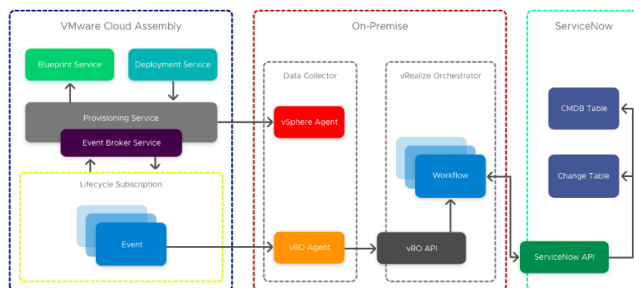 VMware Cloud Assembly
On-Premise
ServiceNow
Blueprint Service
Deployment Service
Data Collector
vRealize Orchestrator
Provisioning Service
vSphere Agent
CMDB Table
Event Broker Service
Lifecycle Subscription
Workflow
Change Table
Event
vRO Agent
vRO API
ServiceNow API